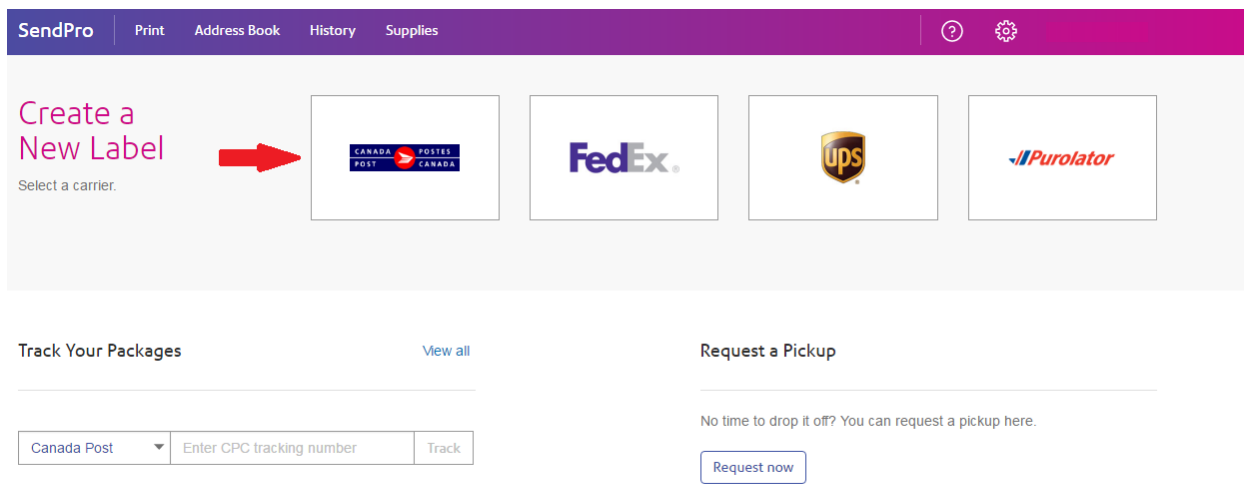 SendPro Print Address Book History Supplies
Create a
New Label
Select a carrier.
CANADA POSTES
POST CANADA
FedEx®
ups
Purolator
Track Your Packages View all
Request a Pickup
No time to drop it off? You can request a pickup here.
Canada Post Enter CPC tracking number Track
Request now